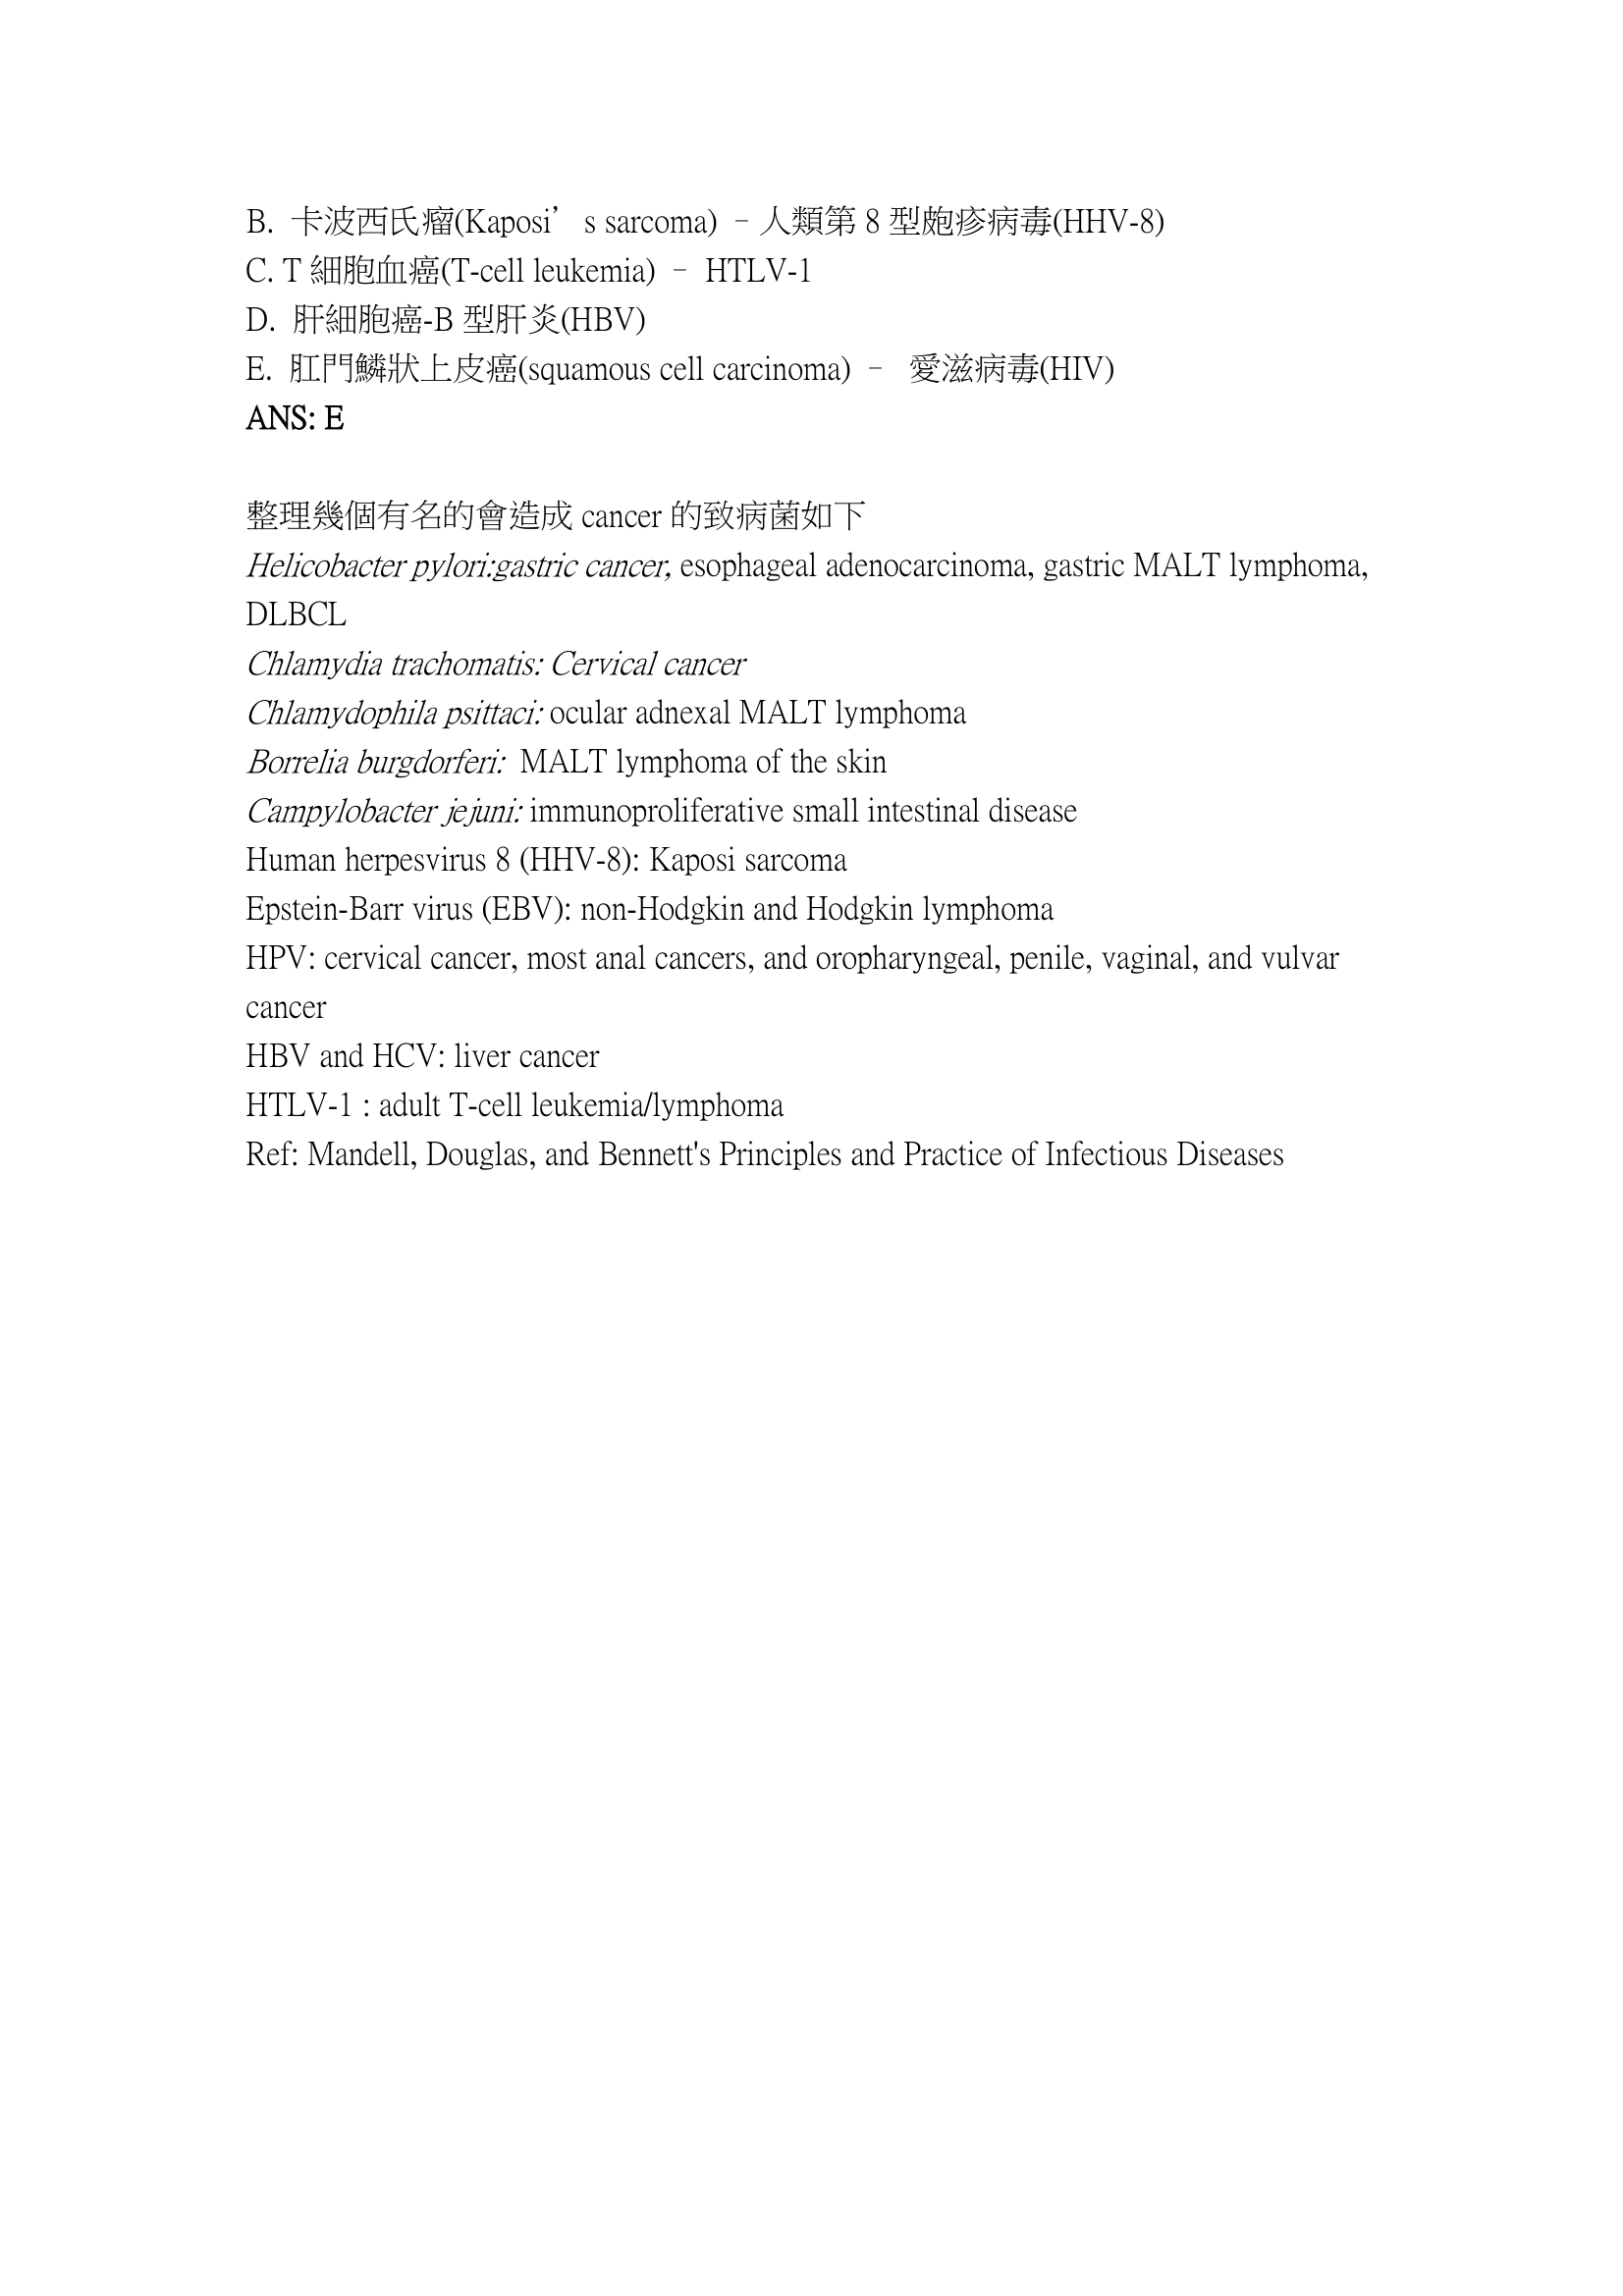 B. 卡波西氏瘤(Kaposi’s sarcoma) –人類第 8 型皰疹病毒(HHV-8)
C. T 細胞血癌(T-cell leukemia) – HTLV-1
D. 肝細胞癌-B 型肝炎(HBV)
E. 肛門鱗狀上皮癌(squamous cell carcinoma) – 愛滋病毒(HIV)
ANS: E
整理幾個有名的會造成 cancer 的致病菌如下
Helicobacter pylori:gastric cancer, esophageal adenocarcinoma, gastric MALT lymphoma,
DLBCL
Chlamydia trachomatis: Cervical cancer
Chlamydophila psittaci: ocular adnexal MALT lymphoma
Borrelia burgdorferi: MALT lymphoma of the skin
Campylobacter jejuni: immunoproliferative small intestinal disease
Human herpesvirus 8 (HHV-8): Kaposi sarcoma
Epstein-Barr virus (EBV): non-Hodgkin and Hodgkin lymphoma
HPV: cervical cancer, most anal cancers, and oropharyngeal, penile, vaginal, and vulvar
cancer
HBV and HCV: liver cancer
HTLV-1 : adult T-cell leukemia/lymphoma
Ref: Mandell, Douglas, and Bennett's Principles and Practice of Infectious Diseases